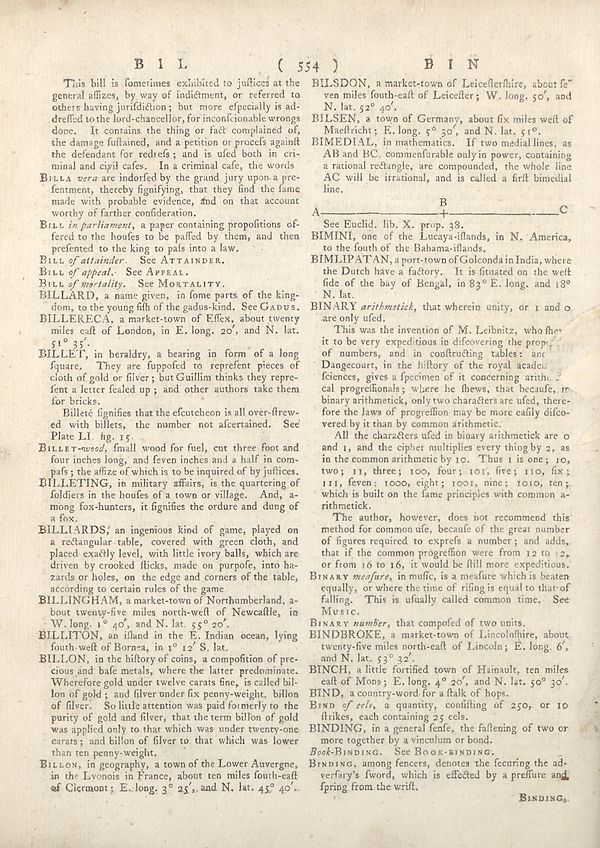 B I L ( 554 ) B I N
This bill is ſometimes exhibited to juſtices at the
general aſſizes, by way of indictment, or referred to
others having juriſdiction; but more eſpecially is ad-
dreſſed to the lord-chancellor, for inconſcionable wrongs
done. It contains the thing or fact complained of,
the damage ſuſtained, and a petition or proceſs againſt
the defendant for redreſs; and is uſed both in cri-
minal and civil caſes. In a criminal caſe, the words
BILLA vera are indorſed by the grand jury upon a pre-
ſentment, thereby ſignifying, that they find the ſame
made with probable evidence, and on that account
worthy of farther conſideration.
BILL in parliament, a paper containing propoſitions of-
fered to the houſes to be paſſed by them, and then
preſented to the king to paſs into a law.
BILL of attainder. See ATTAINDER.
BILL of appeal. See APPEAL.
BILL of mortality. See MORTALITY.
BILLARD, a name given, in ſome parts of the king-
dom, to the young fiſh of the gadus-kind. See GADUS.
BILLERECA, a market-town of Eſſex, about twenty
miles eaſt of London, in E. long. 20′, and N. lat.
51° 35′.
BILLET, in heraldry, a bearing in form of a long
ſquare. They are ſuppoſed to repreſent pieces of
cloth of gold or ſilver; but Guillim thinks they repre-
ſent a letter ſealed up; and other authors take them
for bricks.
Billeté ſignifies that the eſcutcheon is all over-ſtrew-
ed with billets, the number not aſcertained. See
Plate LI. fig. 15
BILLET-wood, ſmall wood for fuel, cut three foot and
four inches long, and ſeven inches and a half in com-
paſs; the aſſize of which is to be inquired of by juſtices.
BILLETING, in military affairs, is the quartering of
ſoldiers in the houſes of a town or village. And, a-
mong fox-hunters, it ſignifies the ordure and dung of
a fox.
BILLIARDS, an ingenious kind of game, played on
a rectangular table, covered with green cloth, and
placed exactly level, with little ivory balls, which are
driven by crooked ſticks, made on purpoſe, into ha-
zards or holes, on the edge and corners of the table,
according to certain rules of the game.
BILLINGHAM, a market-town of Northumberland, a-
bout twenty-five miles north-weſt of Newcaſtle, in
W. long. 1° 40′, and N. lat. 55° 20′.
BILLITON, an iſland in the E. Indian ocean, lying
ſouth-weſt of Borneo, in 1° 12′ S. lat.
BILLON, in the hiſtory of coins, a compoſition of pre-
cious and baſe metals, where the latter predominate.
Wherefore gold under twelve carats fine, is called bil-
lon of gold; and ſilver under ſix penny-weight, billon
of ſilver. So little attention was paid formerly to the
purity of gold and ſilver, that the term billon of gold
was applied only to that which was under twenty-one
carats; and billon of ſilver to that which was lower
than ten penny-weight.
BILLON, in geography, a town of the Lower Auvergne,
in the Lyonois in France, about ten miles ſouth-eaſt
of Clermont; E. long. 3° 25′, and N. lat. 45° 40′.
BILSDON, a market-town of Leiceſterſhire, about ſe-
ven miles ſouth-eaſt of Leiceſter; W. long. 50′, and
N. lat. 52° 40′.
BILSEN, a town of Germany, about ſix miles weſt of
Maeſtricht; E. long. 5° 30′, and N. lat. 51°.
BIMEDIAL, in mathematics. If two medial lines, as
AB and BC, commenſurable only in power, containing
a rational rectangle, are compounded, the whole line
AC will be irrational, and is called a firſt bimedial
line.
B
A C
See Euclid. lib. X. prop. 38.
BIMINI, one of the Lucaya-iſlands, in N. America,
to the ſouth of the Bahama-iſlands.
BIMLIPATAN, a port-town of Golconda in India, where
the Dutch have a factory. It is ſituated on the weſt
ſide of the bay of Bengal, in 83° E. long. and 18°
N. lat.
BINARY arithmetick, that wherein unity, or 1 and 0
are only uſed.
This was the invention of M. Leibnitz, who
it to be very expeditious in diſcovering the
of numbers, and in conſtructing tables:
Dangecourt, in the hiſtory of the royal
ſciences, gives a ſpecimen of it concerning
cal progreſſionals; where he ſhews, that becauſe, in
binary arithmetick, only two characters are uſed, there-
fore the laws of progreſſion may be more eaſily diſco-
vered by it than by common arithmetic.
All the characters uſed in binary arithmetick are 0
and 1, and the cipher multiplies every thing by 2, as
in the common arithmetic by 10. Thus 1 is one; 10,
two; 11, three; 100, four; 101, five; 110, ſix;
111, ſeven; 1000, eight; 1001, nine; 1010, ten;
which is built on the ſame principles with common a-
rithmetick.
The author, however, does not recommend this
method for common uſe, becauſe of the great number
of figures required to expreſs a number; and adds,
that if the common progreſſion were from 12 to 12,
or from 16 to 16, it would be ſtill more expeditious.
BINARY meaſure, in muſic, is a meaſure which is beaten
equally, or where the time of riſing is equal to that of
falling. This is uſually called common time. See
MUSIC.
BINARY number, that compoſed of two units.
BINDBROKE, a market-town of Lincolnſhire, about
twenty-five miles north-eaſt of Lincoln; E. long. 6′,
and N. lat. 53° 32′.
BINCH, a little fortified town of Hainault, ten miles
eaſt of Mons; E. long. 4° 20′, and N. lat. 50° 30′.
BIND, a country-word for a ſtalk of hops.
BIND of eels, a quantity, conſiſting of 250, or 10
ſtrikes, each containing 25 eels.
BINDING, in a general ſenſe, the faſtening of two or
more together by a vinculum or bond.
Book-BINDING. See BOOK-BINDING.
BINDING, among fencers, denotes the ſecuring the ad-
verſary's ſword, which is effected by a preſſure and
ſpring from the wriſt.
BINDING,